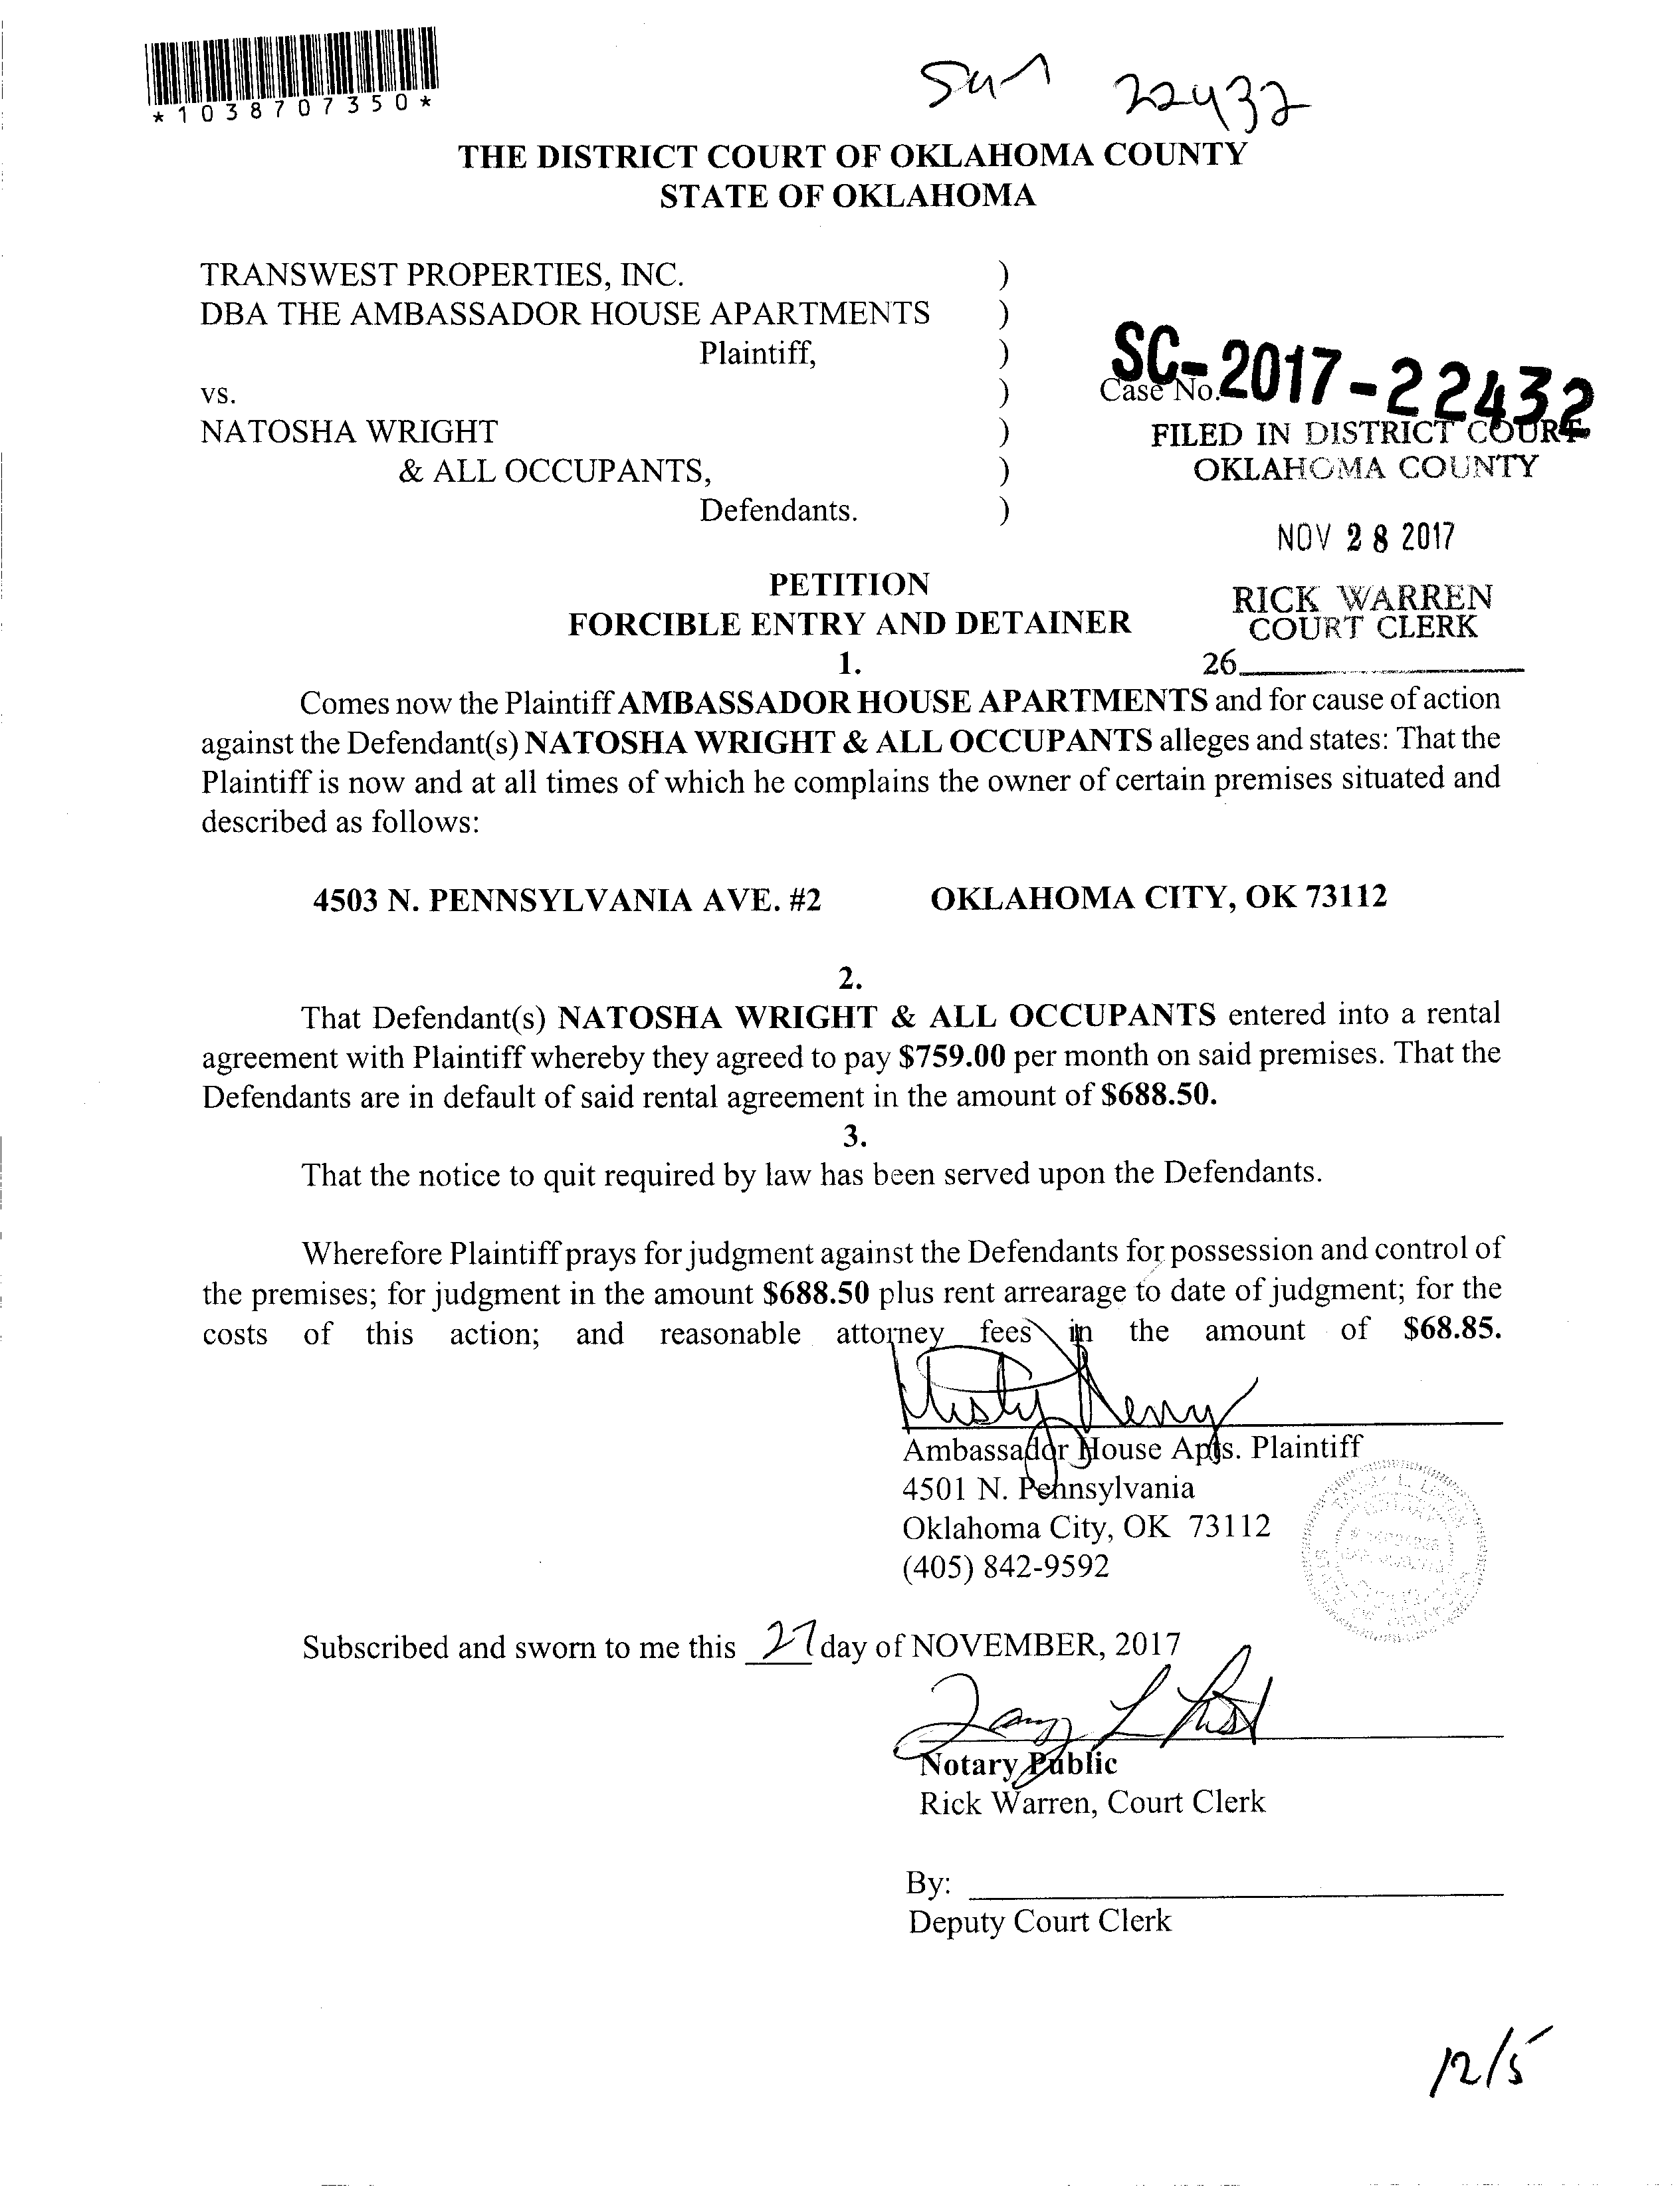 *1038707350*
22432
THE DISTRICT COURT OF OKLAHOMA COUNTY
STATE OF OKLAHOMA
TRANSWEST PROPERTIES, INC. )
DBA THE AMBASSADOR HOUSE APARTMENTS )
Plaintiff, )
SC-2017-22432
vs. ) Case No.
NATOSHA WRIGHT ) FILED IN DISTRICT COURT
& ALL OCCUPANTS, ) OKLAHOMA COUNTY
Defendants. )
NOV 28 2017
PETITION
RICK WARREN
FORCIBLE ENTRY AND DETAINER
COURT CLERK
1.
26
Comes now the Plaintiff AMBASSADOR HOUSE APARTMENTS and for cause of action
against the Defendant(s) NATOSHA WRIGHT & ALL OCCUPANTS alleges and states: That the
Plaintiff is now and at all times of which he complains the owner of certain premises situated and
described as follows:
4503 N. PENNSYLVANIA AVE. #2 OKLAHOMA CITY, OK 73112
2.
That Defendant(s) NATOSHA WRIGHT & ALL OCCUPANTS entered into a rental
agreement with Plaintiff whereby they agreed to pay $759.00 per month on said premises. That the
Defendants are in default of said rental agreement in the amount of $688.50.
3.
That the notice to quit required by law has been served upon the Defendants.
Wherefore Plaintiff prays for judgment against the Defendants for possession and control of
the premises; for judgment in the amount $688.50 plus rent arrearage to date of judgment; for the
costs of this action; and reasonable attorney fees in the amount of $68.85.
Misty Henry
Ambassador House Apts. Plaintiff
4501 N. Pennsylvania
Oklahoma City, OK 73112
(405) 842-9592
Subscribed and sworn to me this 27 day of NOVEMBER, 2017
Notary Public
Rick Warren, Court Clerk
By:
Deputy Court Clerk
12/5